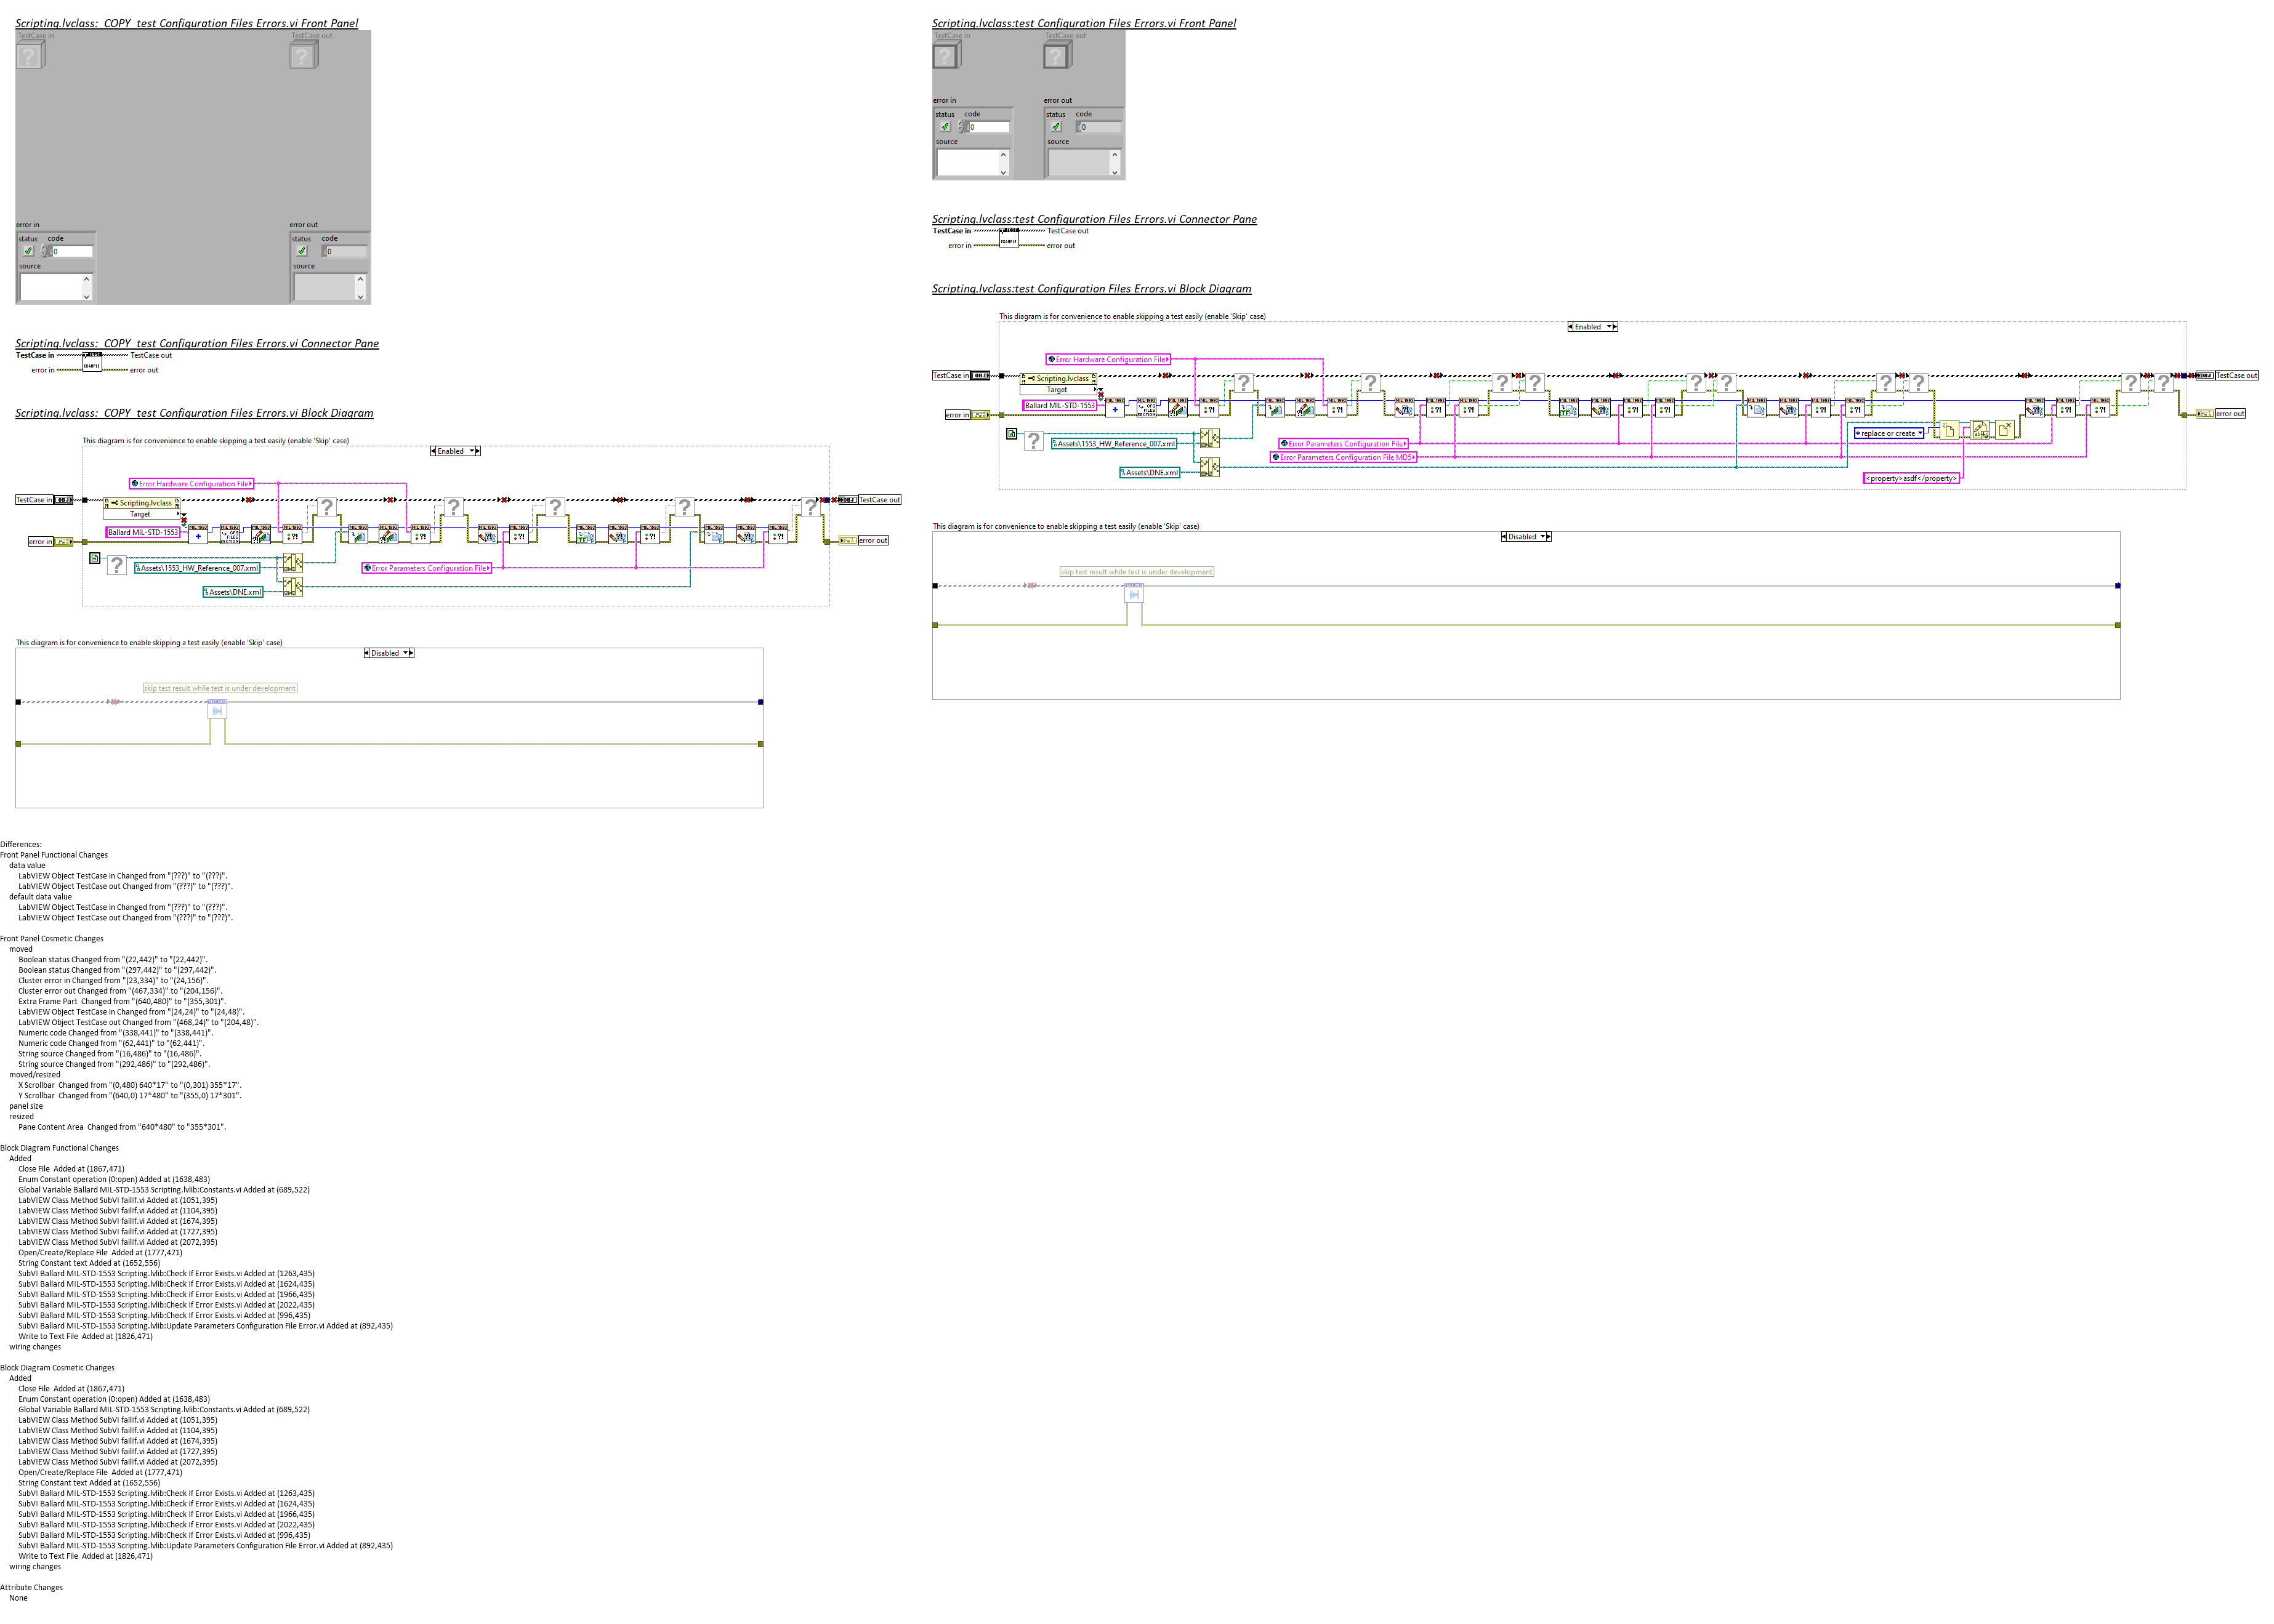 Scripting.lvclass:_COPY_test Configuration Files Errors.vi Front Panel
TestCase in
TestCase out
error in
status
code
0
source
error out
status
code
0
source
Scripting.lvclass:_COPY_test Configuration Files Errors.vi Connector Pane
TestCase in
TestCase out
TEST
EXAMPLE
error in
error out
Scripting.lvclass:_COPY_test Configuration Files Errors.vi Block Diagram
This diagram is for convenience to enable skipping a test easily (enable 'Skip' case)
Enabled
Error Hardware Configuration File
TestCase in
OBJ
Scripting.lvclass
Target
TestCase out
Ballard MIL-STD-1553
error in
error out
Assets\1553_HW_Reference_007.xml
Error Parameters Configuration File
Assets\DNE.xml
This diagram is for convenience to enable skipping a test easily (enable 'Skip' case)
Disabled
skip test result while test is under development
Scripting.lvclass:test Configuration Files Errors.vi Front Panel
TestCase in
TestCase out
error in
status
code
0
source
error out
status
code
0
source
Scripting.lvclass:test Configuration Files Errors.vi Connector Pane
TestCase in
TestCase out
TEST
EXAMPLE
error in
error out
Scripting.lvclass:test Configuration Files Errors.vi Block Diagram
This diagram is for convenience to enable skipping a test easily (enable 'Skip' case)
Enabled
Error Hardware Configuration File
TestCase in
OBJ
Scripting.lvclass
Target
TestCase out
Ballard MIL-STD-1553
error in
error out
Assets\1553_HW_Reference_007.xml
Error Parameters Configuration File
replace or create
Error Parameters Configuration File MD5
Assets\DNE.xml
<property>asdf</property>
This diagram is for convenience to enable skipping a test easily (enable 'Skip' case)
Disabled
skip test result while test is under development
Differences:
Front Panel Functional Changes
data value
LabVIEW Object TestCase in Changed from "(???)" to "(???)".
LabVIEW Object TestCase out Changed from "(???)" to "(???)".
default data value
LabVIEW Object TestCase in Changed from "(???)" to "(???)".
LabVIEW Object TestCase out Changed from "(???)" to "(???)".
Front Panel Cosmetic Changes
moved
Boolean status Changed from "(22,442)" to "(22,442)".
Boolean status Changed from "(297,442)" to "(297,442)".
Cluster error in Changed from "(23,334)" to "(24,156)".
Cluster error out Changed from "(467,334)" to "(204,156)".
Extra Frame Part  Changed from "(640,480)" to "(355,301)".
LabVIEW Object TestCase in Changed from "(24,24)" to "(24,48)".
LabVIEW Object TestCase out Changed from "(468,24)" to "(204,48)".
Numeric code Changed from "(338,441)" to "(338,441)".
Numeric code Changed from "(62,441)" to "(62,441)".
String source Changed from "(16,486)" to "(16,486)".
String source Changed from "(292,486)" to "(292,486)".
moved/resized
X Scrollbar  Changed from "(0,480) 640*17" to "(0,301) 355*17".
Y Scrollbar  Changed from "(640,0) 17*480" to "(355,0) 17*301".
panel size
resized
Pane Content Area  Changed from "640*480" to "355*301".
Block Diagram Functional Changes
Added
Close File  Added at (1867,471)
Enum Constant operation (0:open) Added at (1638,483)
Global Variable Ballard MIL-STD-1553 Scripting.lvlib:Constants.vi Added at (689,522)
LabVIEW Class Method SubVI failIf.vi Added at (1051,395)
LabVIEW Class Method SubVI failIf.vi Added at (1104,395)
LabVIEW Class Method SubVI failIf.vi Added at (1674,395)
LabVIEW Class Method SubVI failIf.vi Added at (1727,395)
LabVIEW Class Method SubVI failIf.vi Added at (2072,395)
Open/Create/Replace File  Added at (1777,471)
String Constant text Added at (1652,556)
SubVI Ballard MIL-STD-1553 Scripting.lvlib:Check If Error Exists.vi Added at (1263,435)
SubVI Ballard MIL-STD-1553 Scripting.lvlib:Check If Error Exists.vi Added at (1624,435)
SubVI Ballard MIL-STD-1553 Scripting.lvlib:Check If Error Exists.vi Added at (1966,435)
SubVI Ballard MIL-STD-1553 Scripting.lvlib:Check If Error Exists.vi Added at (2022,435)
SubVI Ballard MIL-STD-1553 Scripting.lvlib:Check If Error Exists.vi Added at (996,435)
SubVI Ballard MIL-STD-1553 Scripting.lvlib:Update Parameters Configuration File Error.vi Added at (892,435)
Write to Text File  Added at (1826,471)
wiring changes
Block Diagram Cosmetic Changes
Added
Close File  Added at (1867,471)
Enum Constant operation (0:open) Added at (1638,483)
Global Variable Ballard MIL-STD-1553 Scripting.lvlib:Constants.vi Added at (689,522)
LabVIEW Class Method SubVI failIf.vi Added at (1051,395)
LabVIEW Class Method SubVI failIf.vi Added at (1104,395)
LabVIEW Class Method SubVI failIf.vi Added at (1674,395)
LabVIEW Class Method SubVI failIf.vi Added at (1727,395)
LabVIEW Class Method SubVI failIf.vi Added at (2072,395)
Open/Create/Replace File  Added at (1777,471)
String Constant text Added at (1652,556)
SubVI Ballard MIL-STD-1553 Scripting.lvlib:Check If Error Exists.vi Added at (1263,435)
SubVI Ballard MIL-STD-1553 Scripting.lvlib:Check If Error Exists.vi Added at (1624,435)
SubVI Ballard MIL-STD-1553 Scripting.lvlib:Check If Error Exists.vi Added at (1966,435)
SubVI Ballard MIL-STD-1553 Scripting.lvlib:Check If Error Exists.vi Added at (2022,435)
SubVI Ballard MIL-STD-1553 Scripting.lvlib:Check If Error Exists.vi Added at (996,435)
SubVI Ballard MIL-STD-1553 Scripting.lvlib:Update Parameters Configuration File Error.vi Added at (892,435)
Write to Text File  Added at (1826,471)
wiring changes
Attribute Changes
None